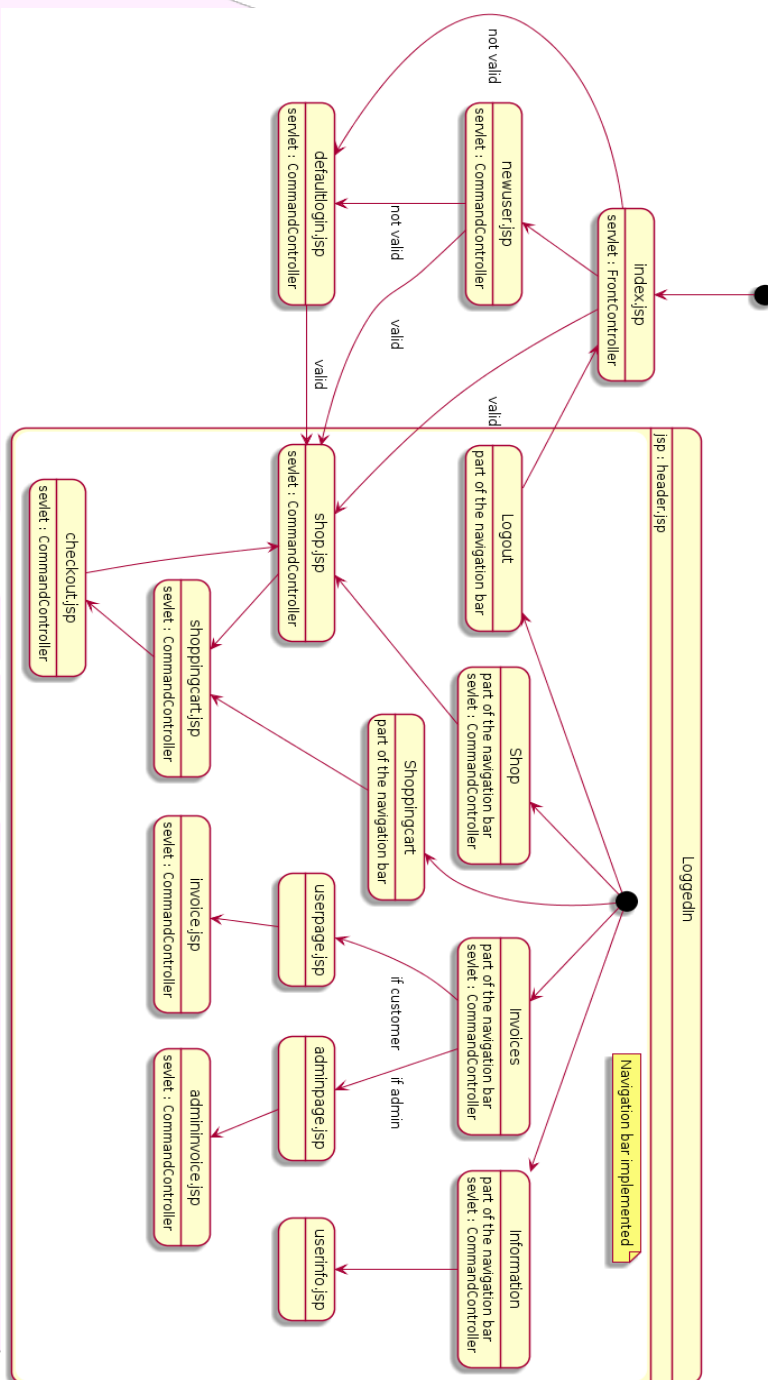 index.jsp
servlet : FrontController
not valid
newuser.jsp
servlet : CommandController
not valid
valid
valid
defaultlogin.jsp
servlet : CommandController
valid
LoggedIn
jsp : header.jsp
Navigation bar implemented
Logout
part of the navigation bar
Shop
part of the navigation bar
sevlet : CommandController
Invoices
part of the navigation bar
sevlet : CommandController
Information
part of the navigation bar
sevlet : CommandController
Shoppingcart
part of the navigation bar
if customer
if admin
shop.jsp
sevlet : CommandController
userpage.jsp
adminpage.jsp
userinfo.jsp
shoppingcart.jsp
sevlet : CommandController
invoice.jsp
sevlet : CommandController
admininvoice.jsp
sevlet : CommandController
checkout.jsp
sevlet : CommandController